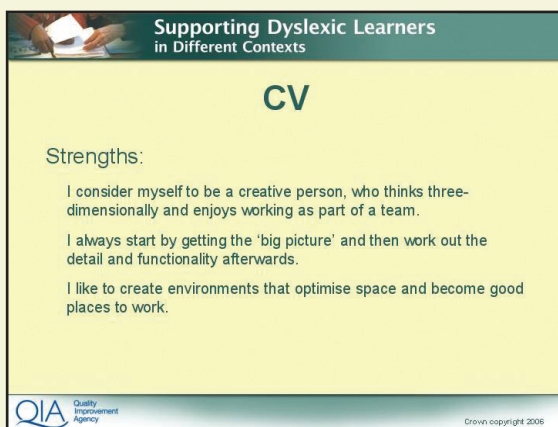 Supporting Dyslexic Learners
in Different Contexts
CV
Strengths:
I consider myself to be a creative person, who thinks three-
dimensionally and enjoys working as part of a team.
I always start by getting the ‘big picture’ and then work out the
detail and functionality afterwards.
I like to create environments that optimise space and become good
places to work.
QIA
Quality
Improvement
Agency
Crown copyright 2006